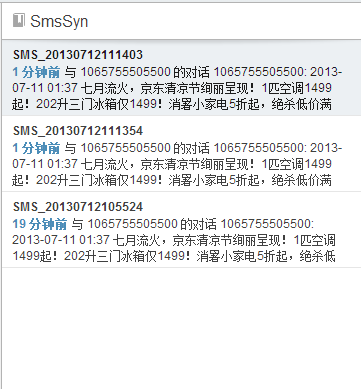 SmsSyn
SMS_20130712111403
1 分钟前 与 1065755505500 的对话 1065755505500: 2013-
07-11 01:37 七月流火，京东清凉节绚丽呈现！1匹空调1499
起！202升三门冰箱仅1499！消署小家电5折起，绝杀低价满
SMS_20130712111354
1 分钟前 与 1065755505500 的对话 1065755505500: 2013-
07-11 01:37 七月流火，京东清凉节绚丽呈现！1匹空调1499
起！202升三门冰箱仅1499！消署小家电5折起，绝杀低价满
SMS_20130712105524
19 分钟前 与 1065755505500 的对话 1065755505500:
2013-07-11 01:37 七月流火，京东清凉节绚丽呈现！1匹空调
1499起！202升三门冰箱仅1499！消署小家电5折起，绝杀低